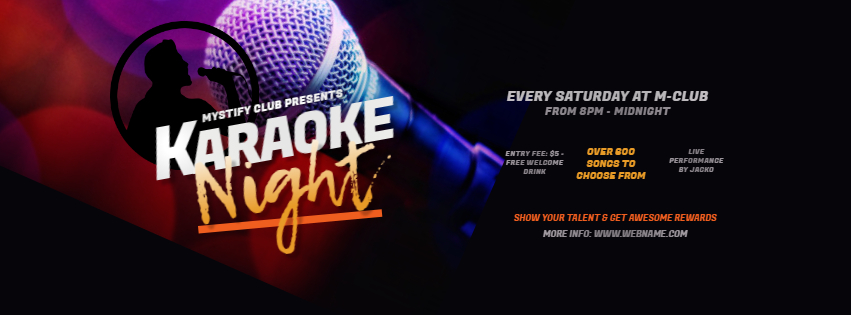 MYSTIFY CLUB PRESENTS
KARAOKE
Night
EVERY SATURDAY AT M-CLUB
FROM 8PM - MIDNIGHT
ENTRY FEE: $5 -
FREE WELCOME
DRINK
OVER 600
SONGS TO
CHOOSE FROM
LIVE
PERFORMANCE
BY JACKO
SHOW YOUR TALENT & GET AWESOME REWARDS
MORE INFO: WWW.WEBNAME.COM